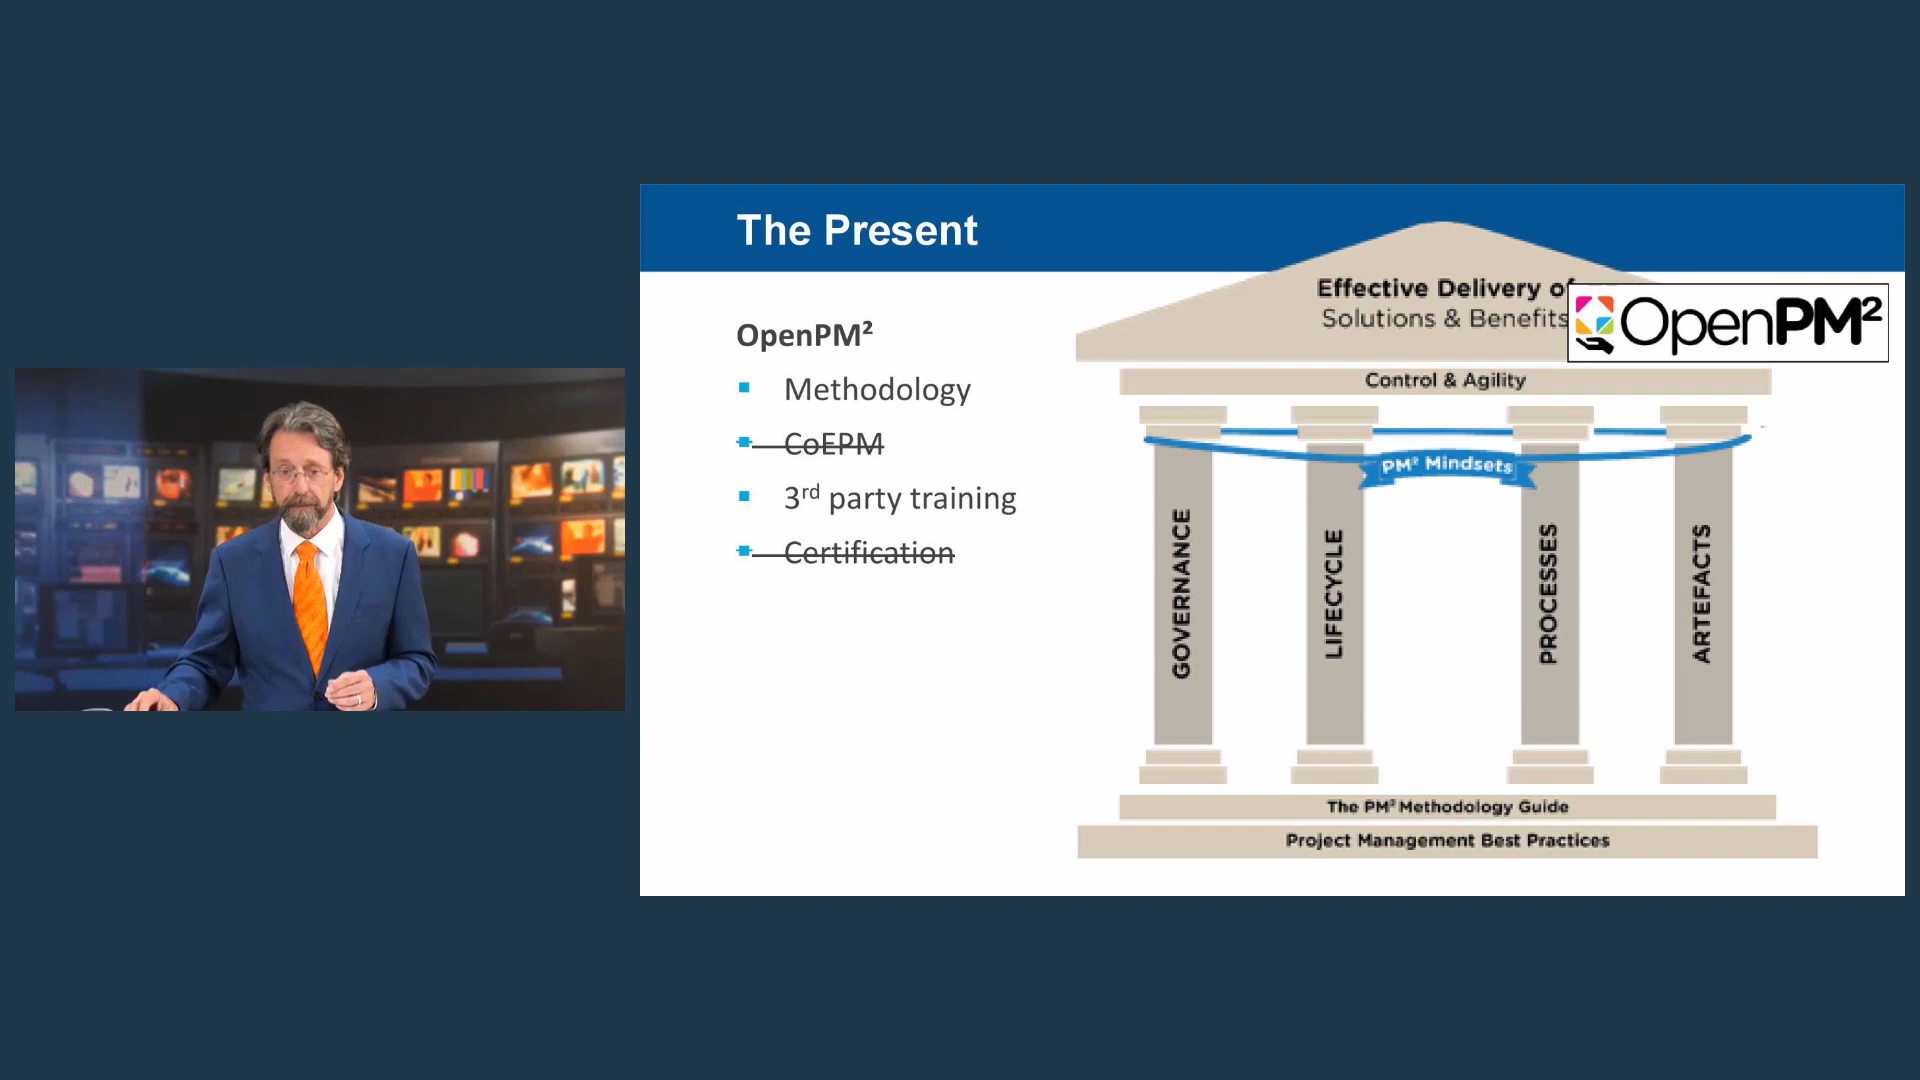 The Present
OpenPM²
Methodology
CoEPM
3rd party training
Certification
Effective Delivery of
Solutions & Benefits
OpenPM²
Control & Agility
PM² Mindsets
GOVERNANCE
LIFECYCLE
PROCESSES
ARTEFACTS
The PM² Methodology Guide
Project Management Best Practices